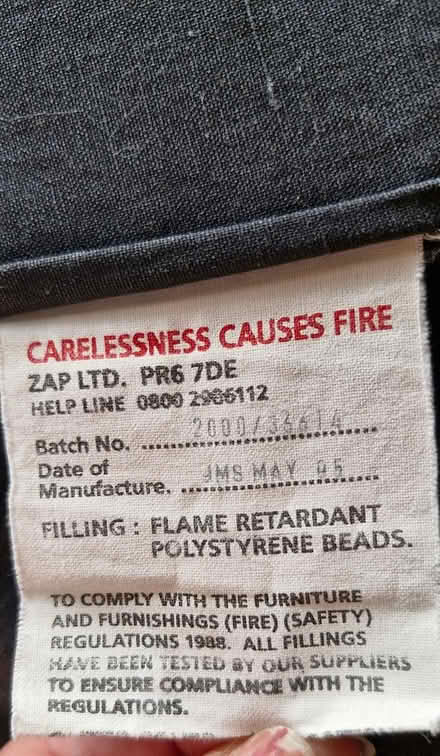 CARELESSNESS CAUSES FIRE
ZAP LTD. PR6 7DE
HELP LINE 0800 2986112
Batch No. 2000/33614
Date of
Manufacture. JMS MAY 05
FILLING : FLAME RETARDANT
POLYSTYRENE BEADS.
TO COMPLY WITH THE FURNITURE
AND FURNISHINGS (FIRE) (SAFETY)
REGULATIONS 1988. ALL FILLINGS
HAVE BEEN TESTED BY OUR SUPPLIERS
TO ENSURE COMPLIANCE WITH THE
REGULATIONS.